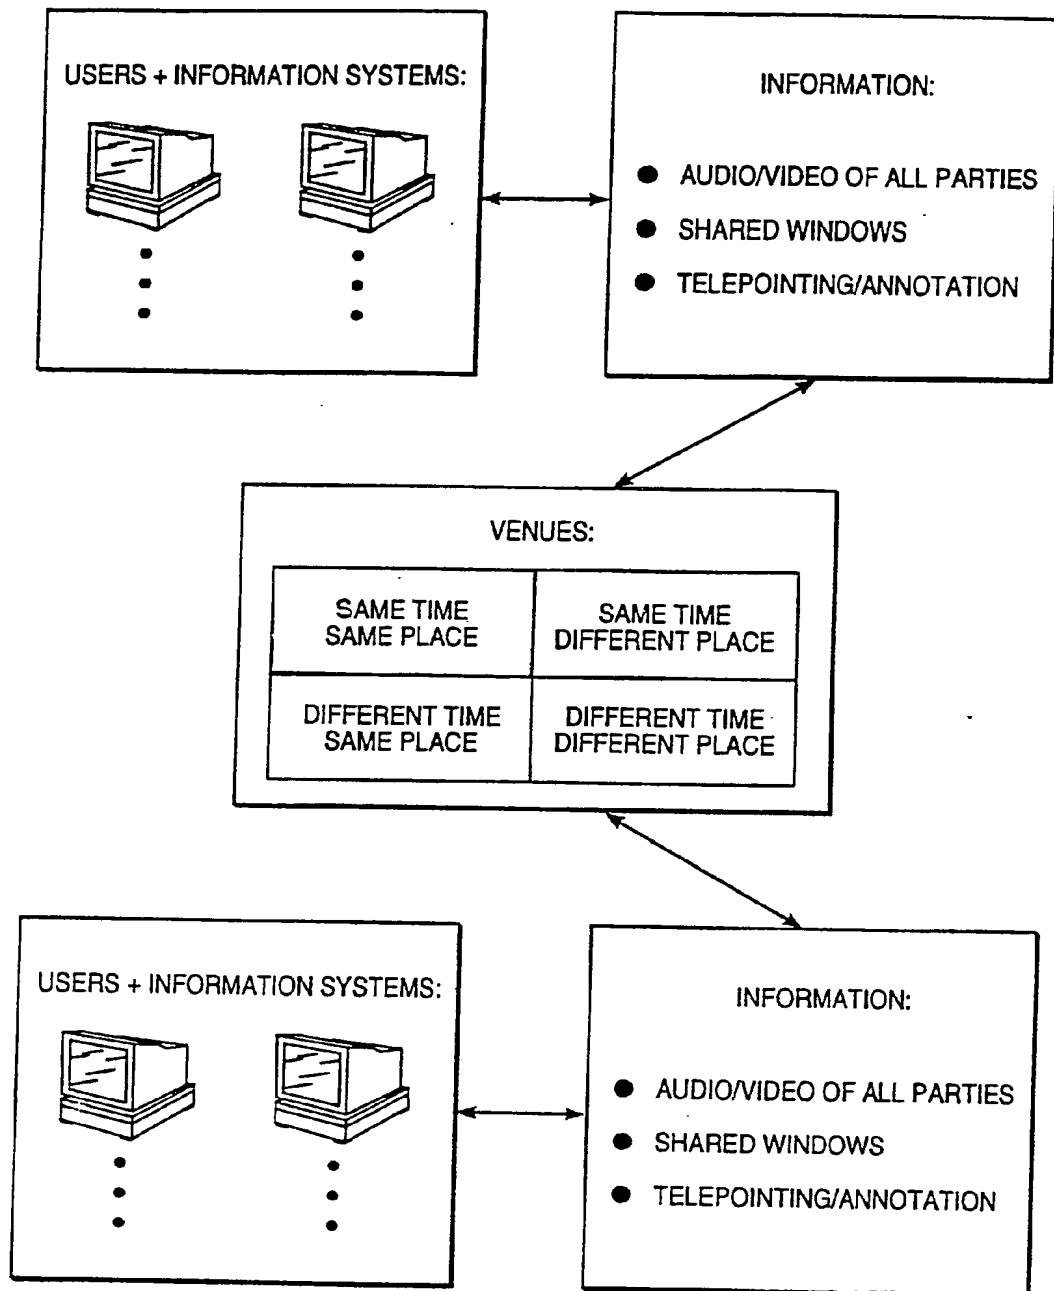 USERS + INFORMATION SYSTEMS:
INFORMATION:
● AUDIO/VIDEO OF ALL PARTIES
● SHARED WINDOWS
● TELEPOINTING/ANNOTATION
VENUES:
SAME TIME
SAME PLACE
SAME TIME
DIFFERENT PLACE
DIFFERENT TIME
SAME PLACE
DIFFERENT TIME
DIFFERENT PLACE
USERS + INFORMATION SYSTEMS:
INFORMATION:
● AUDIO/VIDEO OF ALL PARTIES
● SHARED WINDOWS
● TELEPOINTING/ANNOTATION